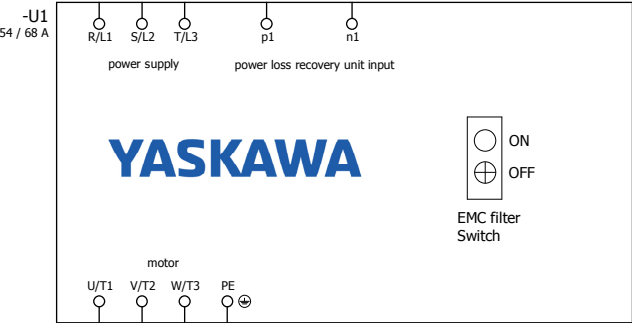 -U1
54 / 68 A
R/L1 S/L2 T/L3 p1 n1
power supply power loss recovery unit input
YASKAWA
ON
OFF
EMC filter
Switch
motor
U/T1 V/T2 W/T3 PE